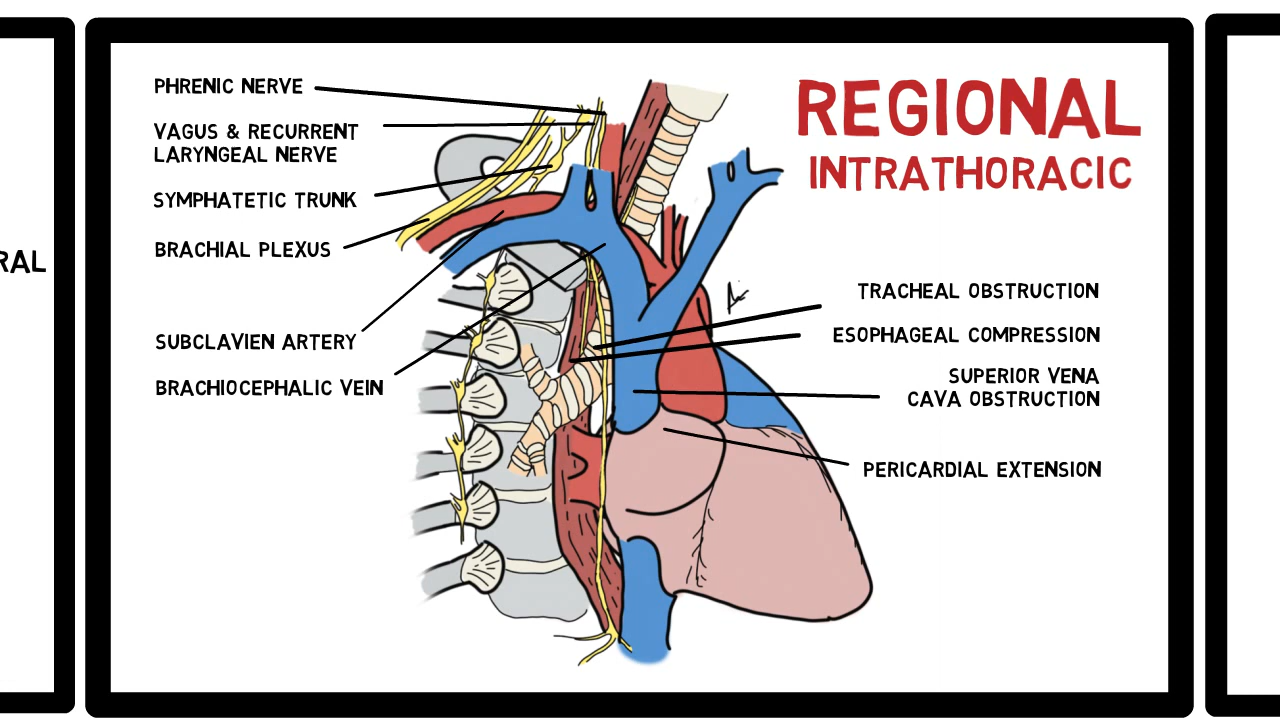 PHRENIC NERVE
VAGUS & RECURRENT
LARYNGEAL NERVE
SYMPHATETIC TRUNK
BRACHIAL PLEXUS
SUBCLAVIEN ARTERY
BRACHIOCEPHALIC VEIN
RAL
REGIONAL
INTRATHORACIC
TRACHEAL OBSTRUCTION
ESOPHAGEAL COMPRESSION
SUPERIOR VENA
CAVA OBSTRUCTION
PERICARDIAL EXTENSION